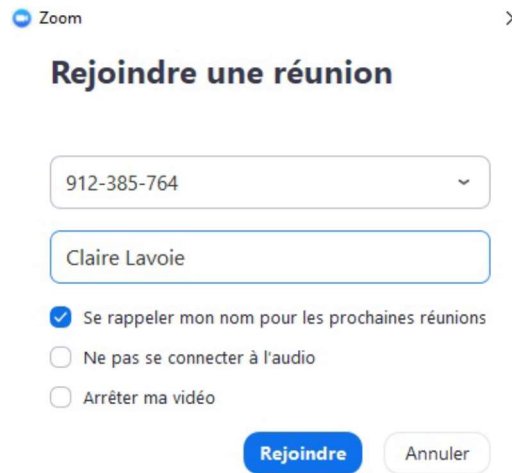 Zoom
Rejoindre une réunion
912-385-764
Claire Lavoie
Se rappeler mon nom pour les prochaines réunions
Ne pas se connecter à l'audio
Arrêter ma vidéo
Rejoindre Annuler